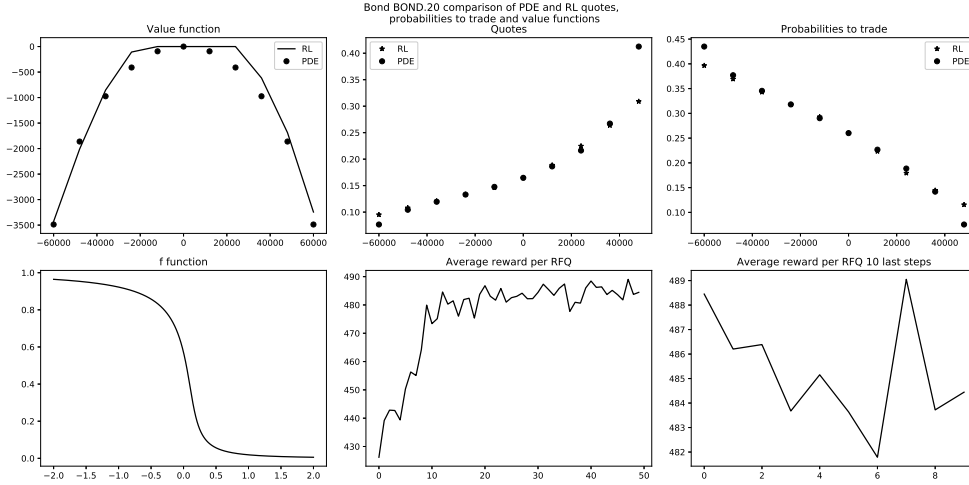 Bond BOND.20 comparison of PDE and RL quotes,
probabilities to trade and value functions
Value function
Quotes
Probabilities to trade
0
−500
−1000
−1500
−2000
−2500
−3000
−3500
−60000 −40000 −20000 0 20000 40000 60000
RL
PDE
0.40
0.35
0.30
0.25
0.20
0.15
0.10
−60000 −40000 −20000 0 20000 40000
RL
PDE
0.45
0.40
0.35
0.30
0.25
0.20
0.15
0.10
−60000 −40000 −20000 0 20000 40000
RL
PDE
f function
Average reward per RFQ
Average reward per RFQ 10 last steps
1.0
0.8
0.6
0.4
0.2
0.0
−2.0 −1.5 −1.0 −0.5 0.0 0.5 1.0 1.5 2.0
490
480
470
460
450
440
430
0 10 20 30 40 50
489
488
487
486
485
484
483
482
0 2 4 6 8